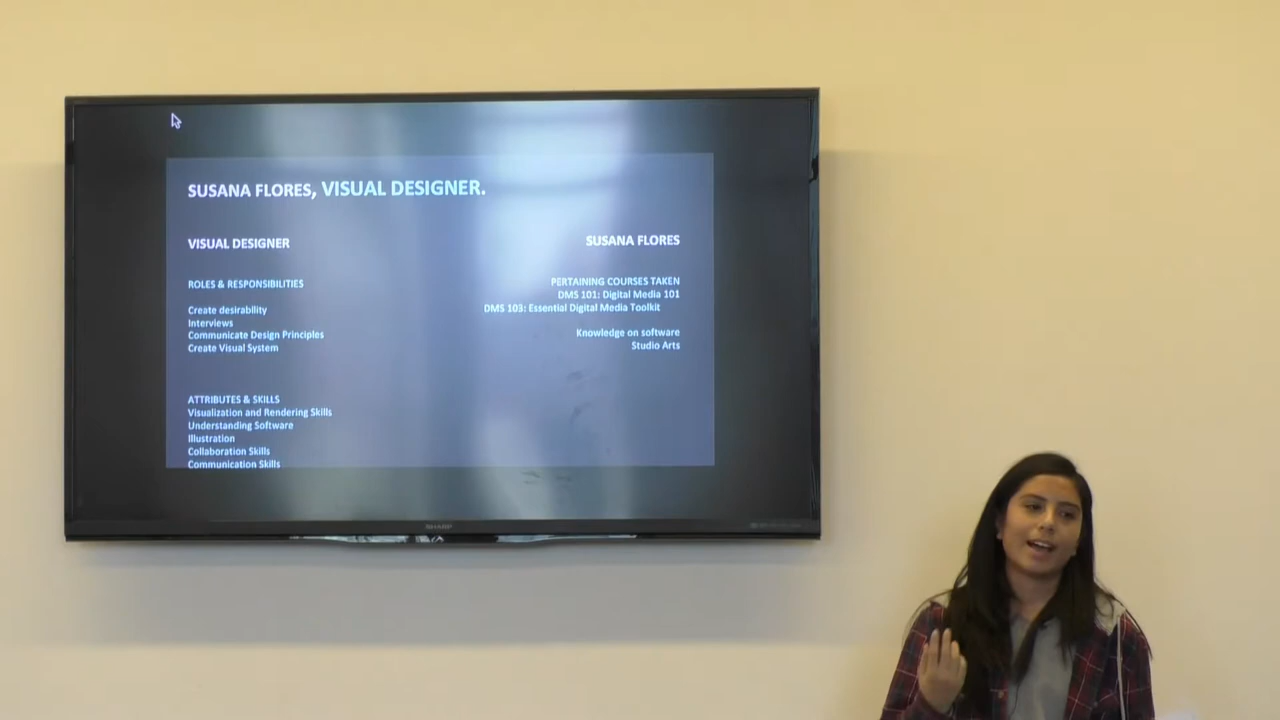 SUSANA FLORES, VISUAL DESIGNER.
VISUAL DESIGNER
ROLES & RESPONSIBILITIES
Create desirability
Interviews
Communicate Design Principles
Create Visual System
ATTRIBUTES & SKILLS
Visualization and Rendering Skills
Understanding Software
Illustration
Collaboration Skills
Communication Skills
SUSANA FLORES
PERTAINING COURSES TAKEN
DMS 101: Digital Media 101
DMS 103: Essential Digital Media Toolkit
Knowledge on software
Studio Arts
SHARP